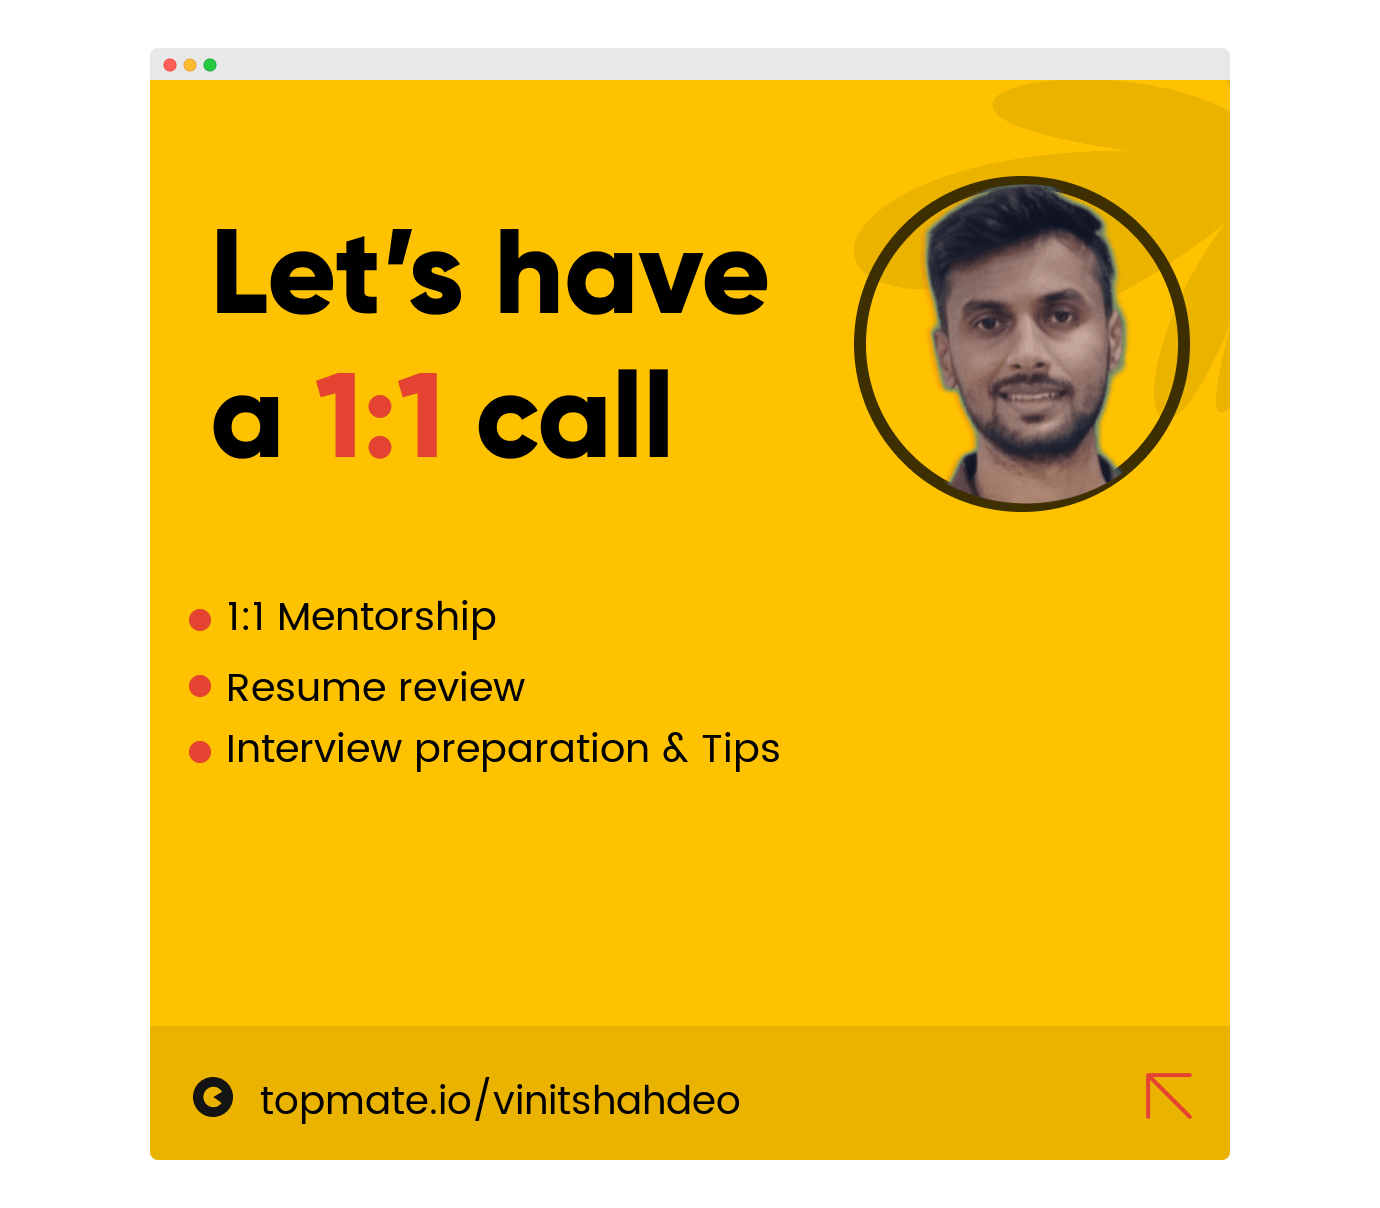 Let’s have
a 1:1 call
1:1 Mentorship
Resume review
Interview preparation & Tips
topmate.io/vinitshahdeo